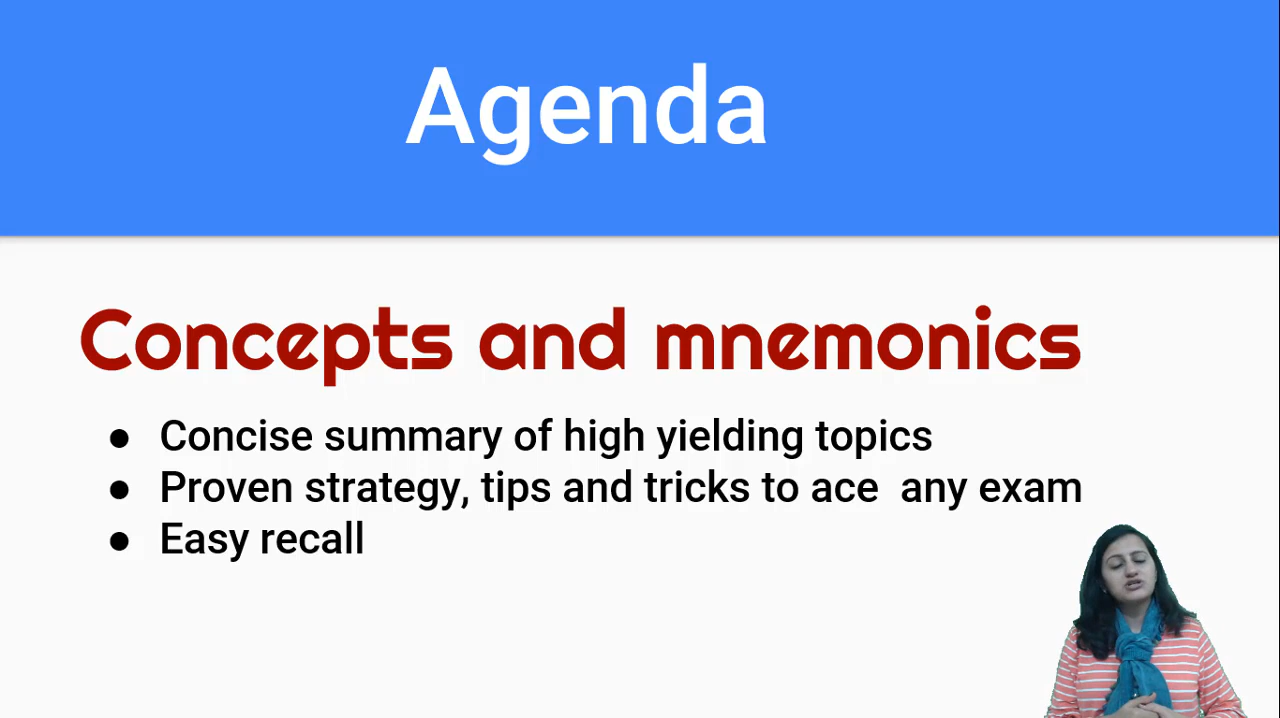 Agenda
Concepts and mnemonics
● Concise summary of high yielding topics
● Proven strategy, tips and tricks to ace  any exam
● Easy recall